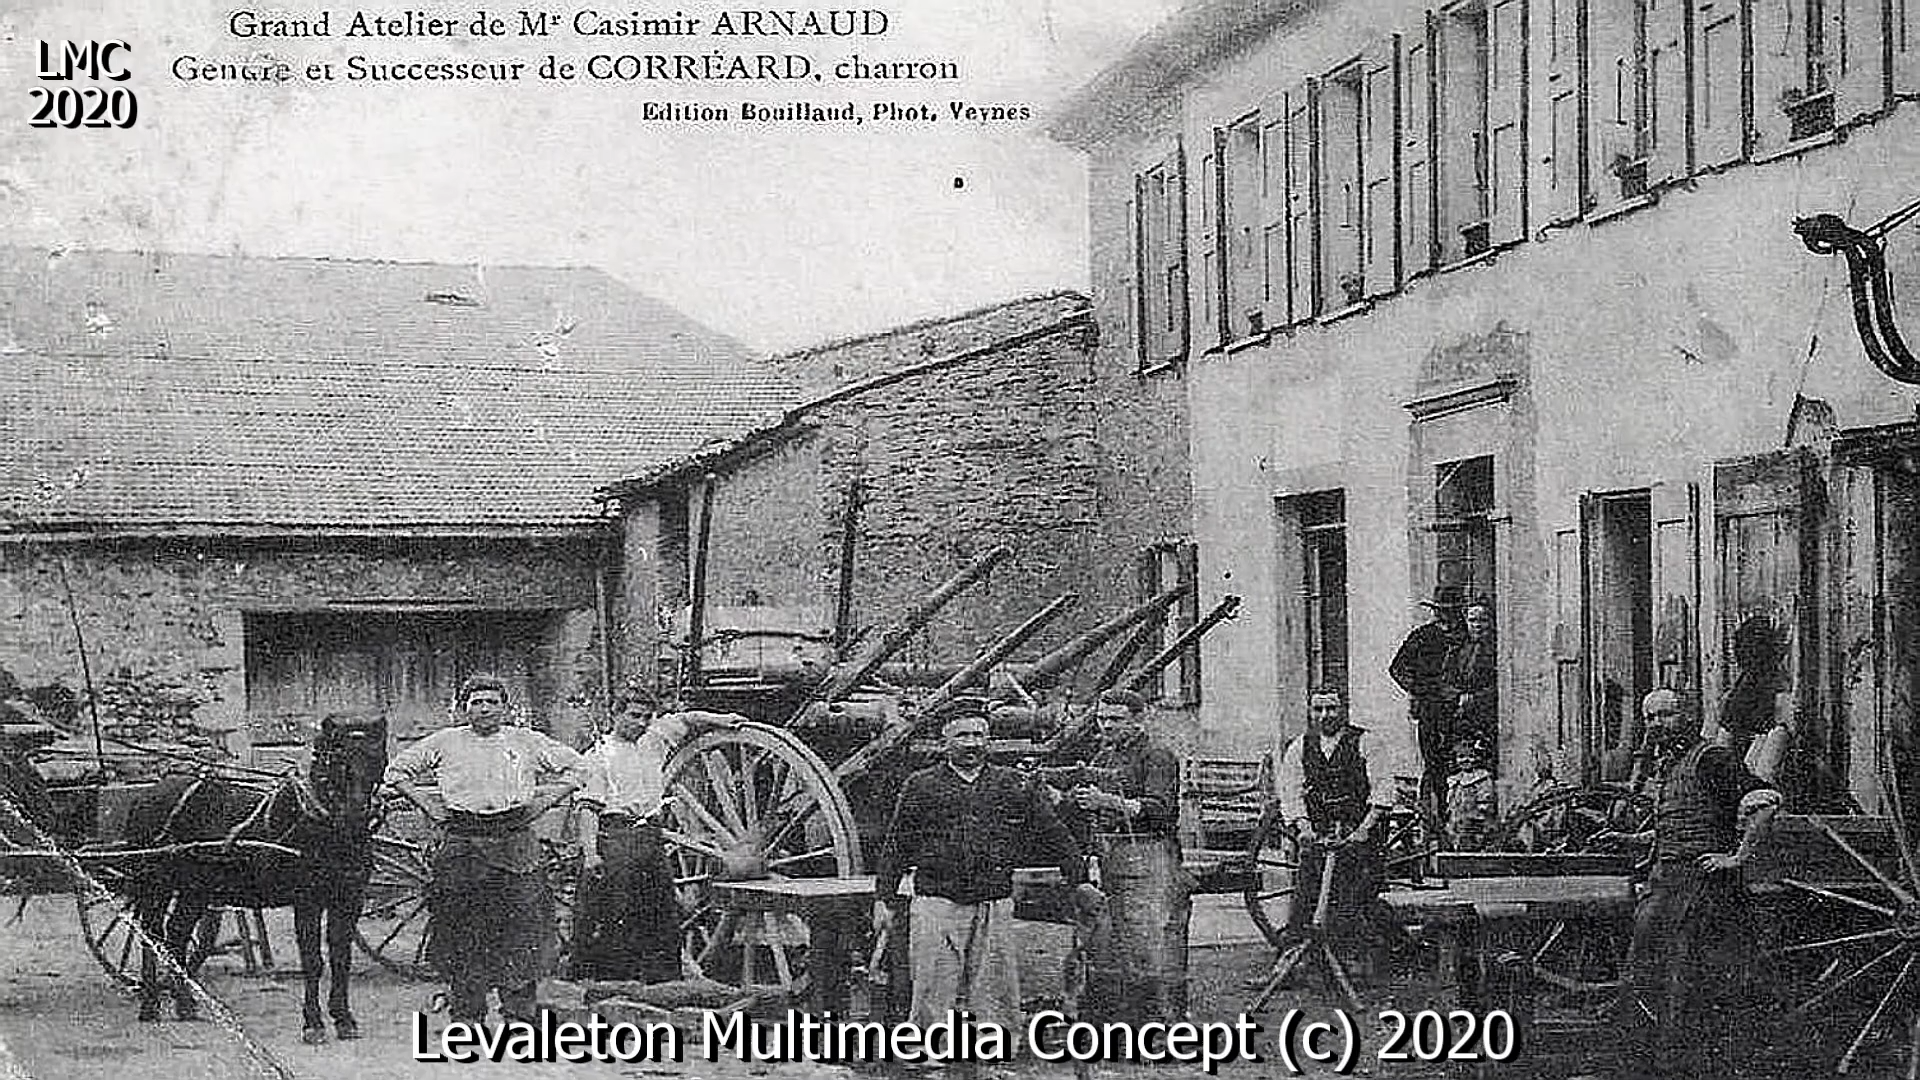 Grand Atelier de Mr Casimir ARNAUD
Gendre et Successeur de CORRÉARD, charron
Edition Bouillaud, Phot. Veynes
LMC
2020
Levaleton Multimedia Concept (c) 2020